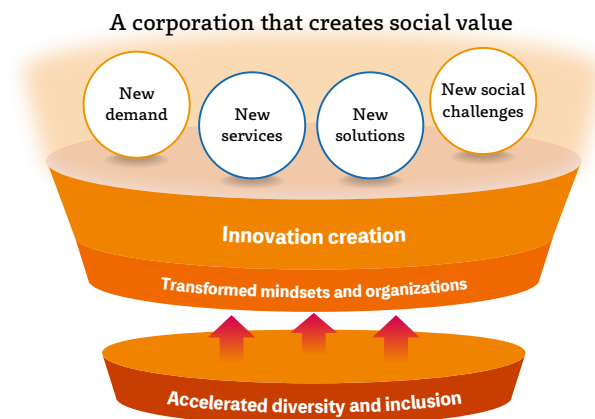 A corporation that creates social value
New
demand
New
services
New
solutions
New social
challenges
Innovation creation
Transformed mindsets and organizations
Accelerated diversity and inclusion